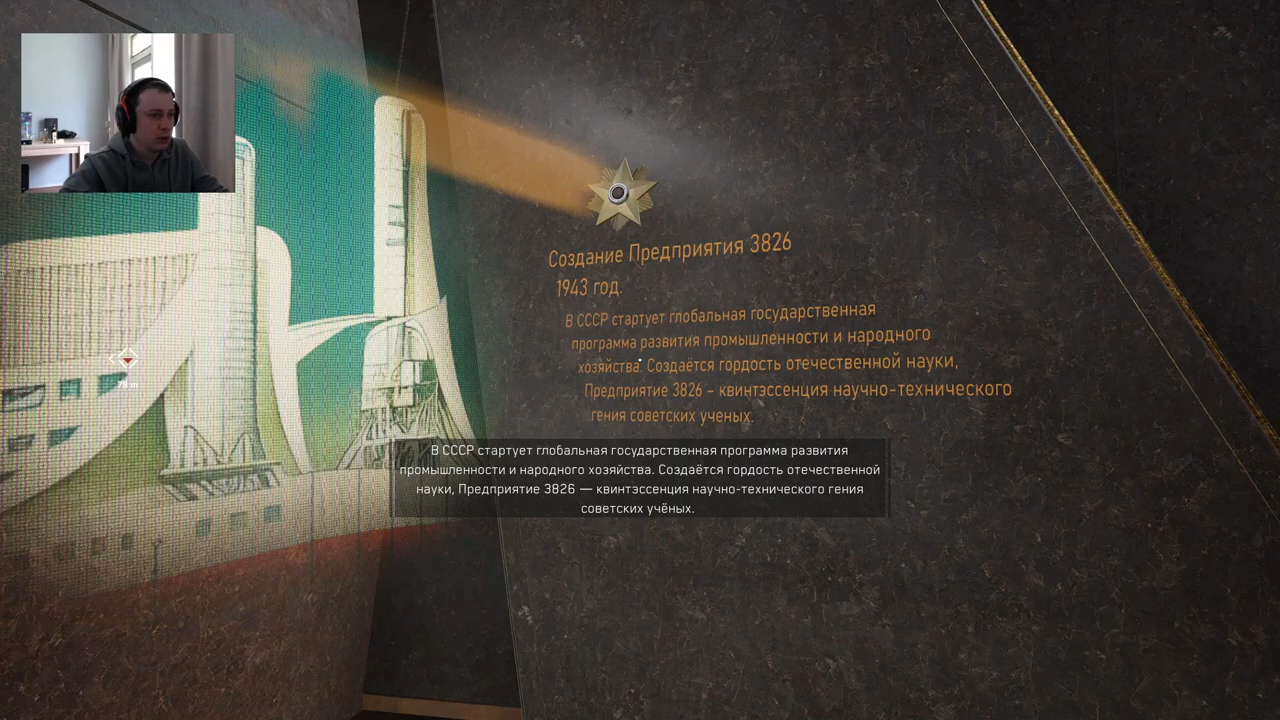 Создание Предприятия 3826
1943 год.
В СССР стартует глобальная государственная
программа развития промышленности и народного
хозяйства. Создаётся гордость отечественной науки,
Предприятие 3826 – квинтэссенция научно-технического
гения советских ученых.
В СССР стартует глобальная государственная программа развития
промышленности и народного хозяйства. Создаётся гордость отечественной
науки, Предприятие 3826 — квинтэссенция научно-технического гения
советских учёных.